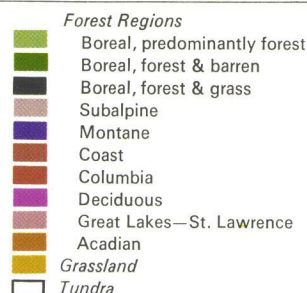 Forest Regions
Boreal, predominantly forest
Boreal, forest & barren
Boreal, forest & grass
Subalpine
Montane
Coast
Columbia
Deciduous
Great Lakes—St. Lawrence
Acadian
Grassland
Tundra